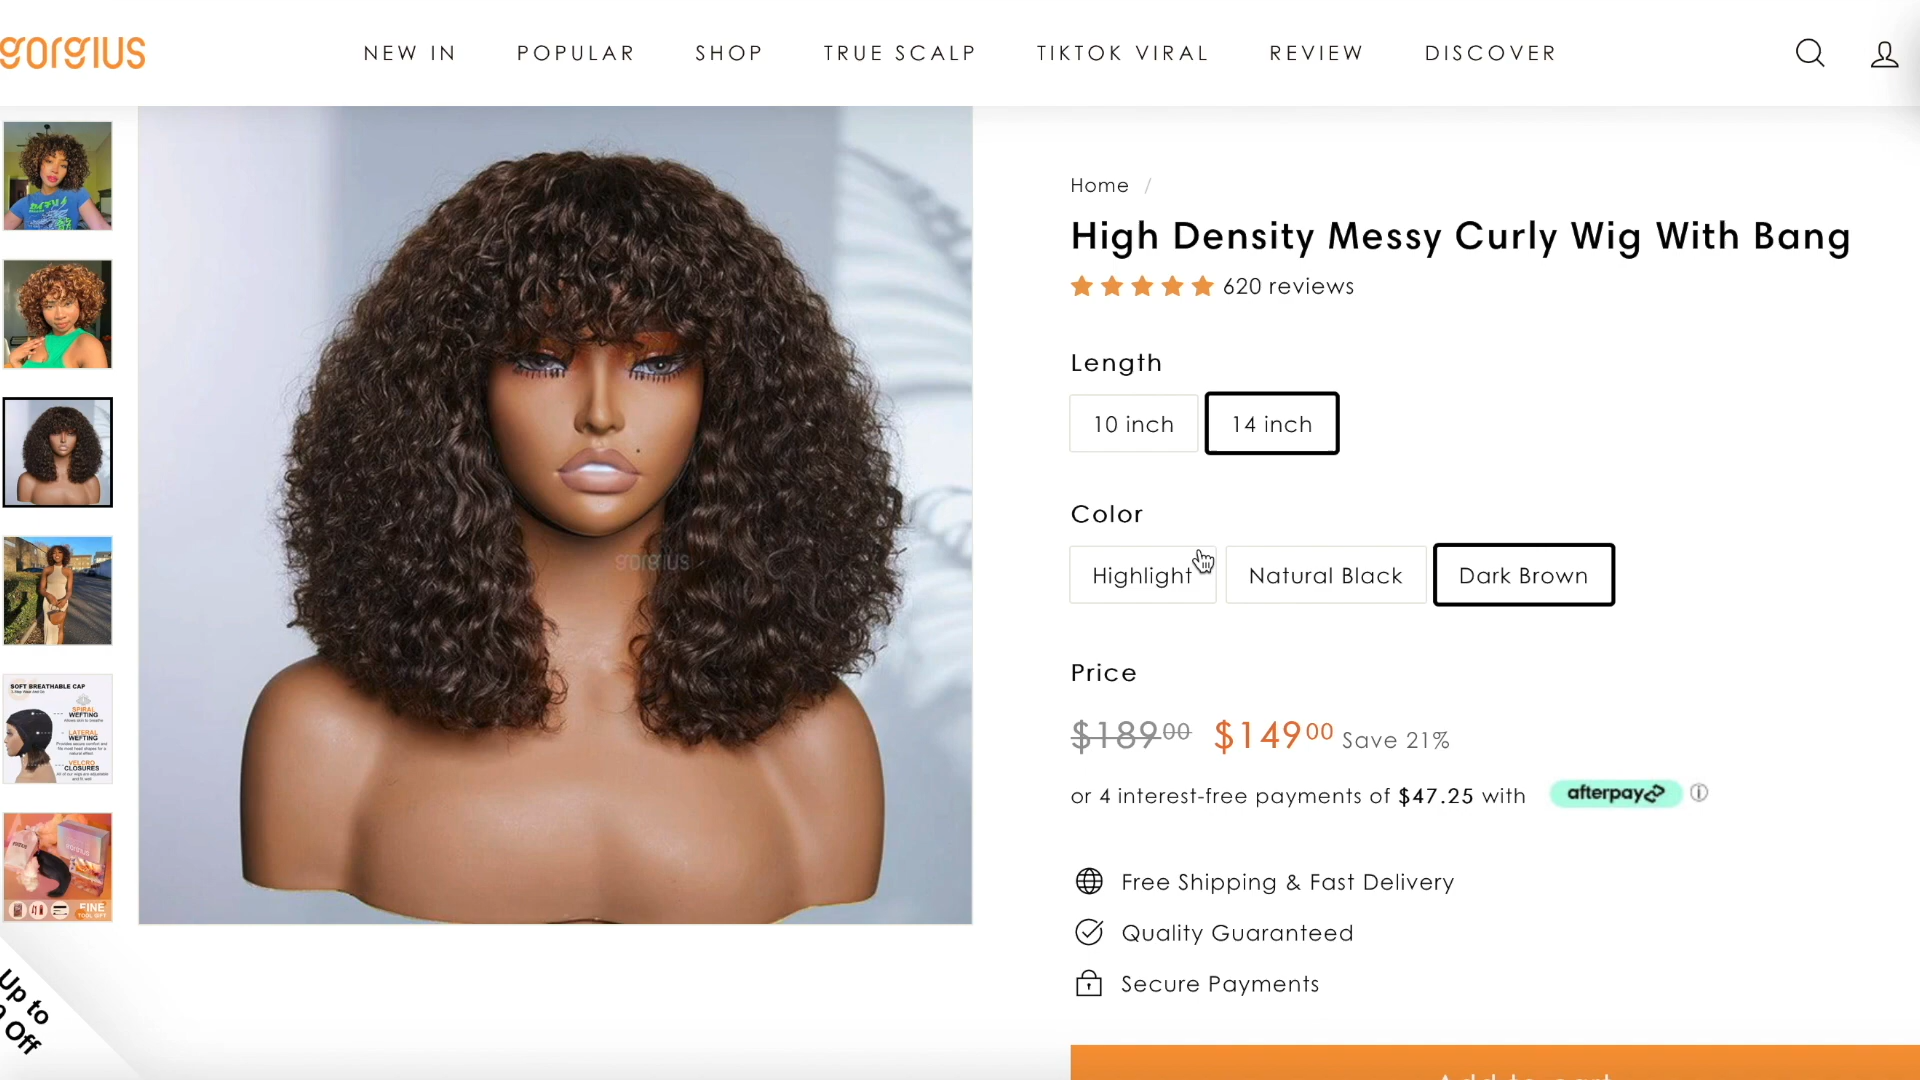 gorgius
NEW IN
POPULAR
SHOP
TRUE SCALP
TIKTOK VIRAL
REVIEW
DISCOVER
Home /
High Density Messy Curly Wig With Bang
620 reviews
Length
10 inch
14 inch
Color
Highlight
Natural Black
Dark Brown
Price
$189.00 $149.00 Save 21%
or 4 interest-free payments of $47.25 with afterpay
Free Shipping & Fast Delivery
Quality Guaranteed
Secure Payments
Add to cart
gorgius
SOFT BREATHABLE CAP
SPIRAL
WEFTING
LATERAL
WEFTING
VELCRO
CLOSURES
Up to
Off